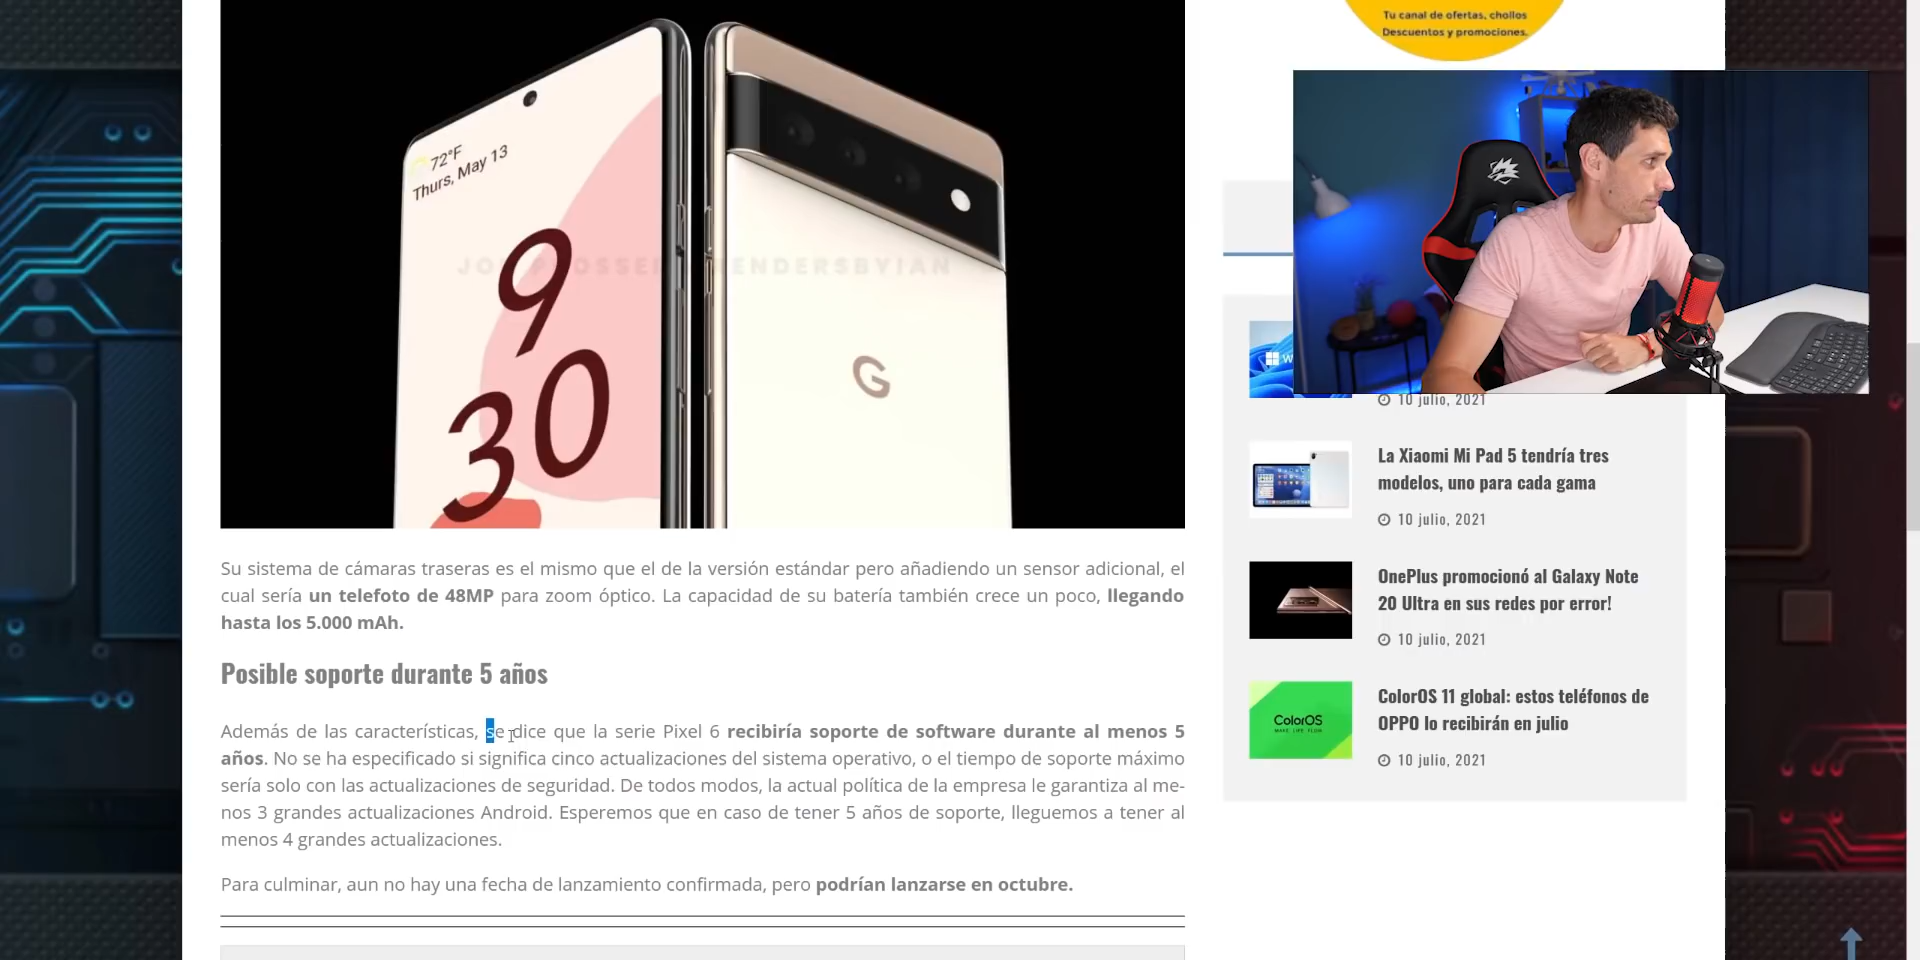 Tu canal de ofertas, chollos
Descuentos y promociones.
72°F
Thurs, May 13
9
30
G
Su sistema de cámaras traseras es el mismo que el de la versión estándar pero añadiendo un sensor adicional, el
cual sería un telefoto de 48MP para zoom óptico. La capacidad de su batería también crece un poco, llegando
hasta los 5.000 mAh.
Posible soporte durante 5 años
Además de las características, se dice que la serie Pixel 6 recibiría soporte de software durante al menos 5
años. No se ha especificado si significa cinco actualizaciones del sistema operativo, o el tiempo de soporte máximo
sería solo con las actualizaciones de seguridad. De todos modos, la actual política de la empresa le garantiza al me-
nos 3 grandes actualizaciones Android. Esperemos que en caso de tener 5 años de soporte, lleguemos a tener al
menos 4 grandes actualizaciones.
Para culminar, aun no hay una fecha de lanzamiento confirmada, pero podrían lanzarse en octubre.
10 julio, 2021
La Xiaomi Mi Pad 5 tendría tres
modelos, uno para cada gama
10 julio, 2021
OnePlus promocionó al Galaxy Note
20 Ultra en sus redes por error!
10 julio, 2021
ColorOS
MAKE LIFE FLOW
ColorOS 11 global: estos teléfonos de
OPPO lo recibirán en julio
10 julio, 2021